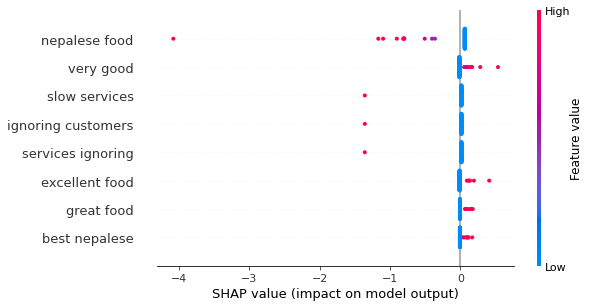 High
nepalese food
very good
slow services
ignoring customers
services ignoring
excellent food
great food
best nepalese
Feature value
Low
−4 −3 −2 −1 0
SHAP value (impact on model output)